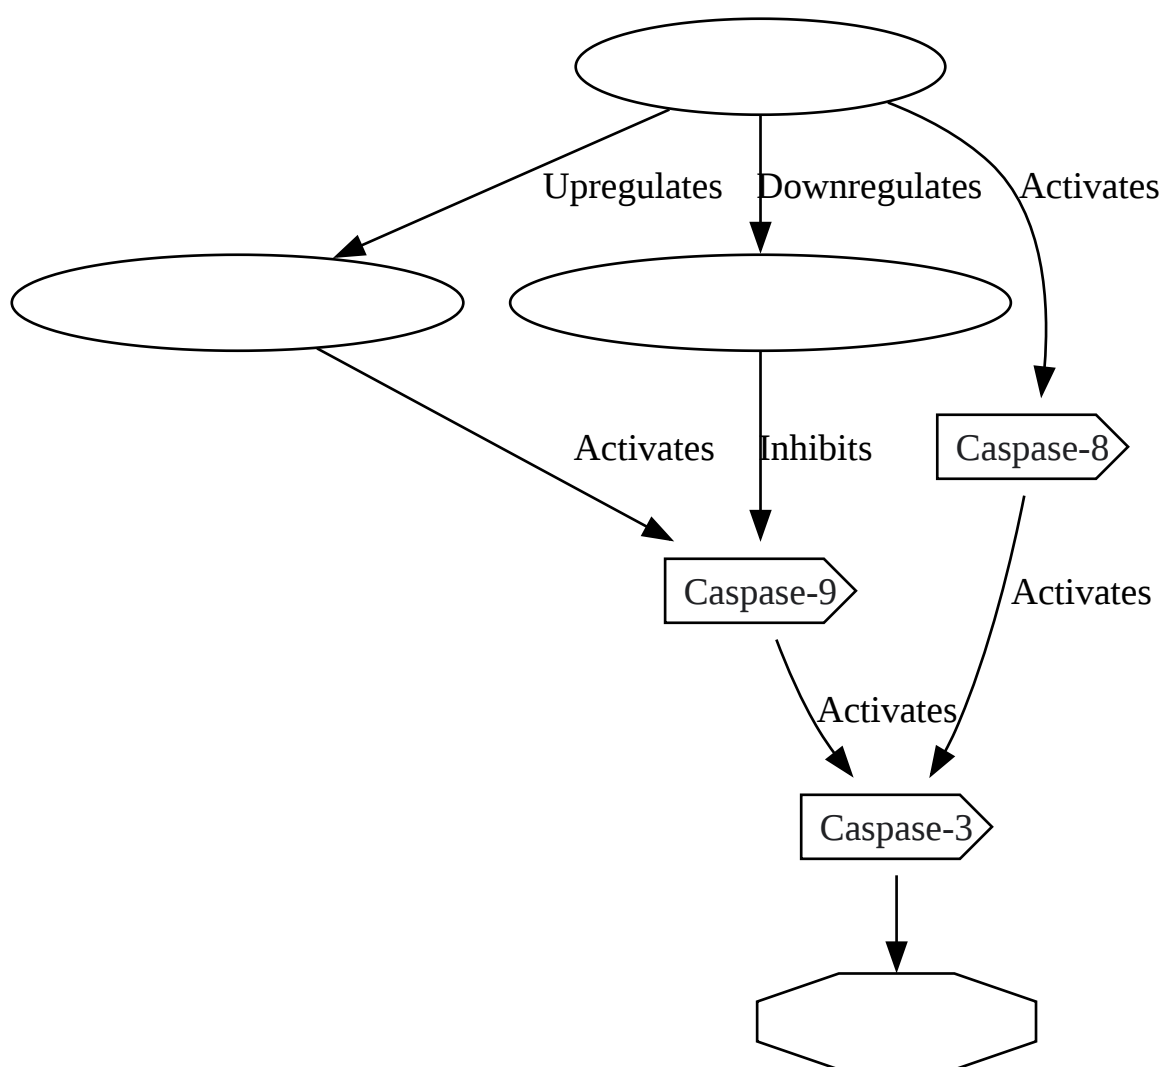 Upregulates
Downregulates
Activates
Activates
Inhibits
Caspase-8
Caspase-9
Activates
Activates
Caspase-3